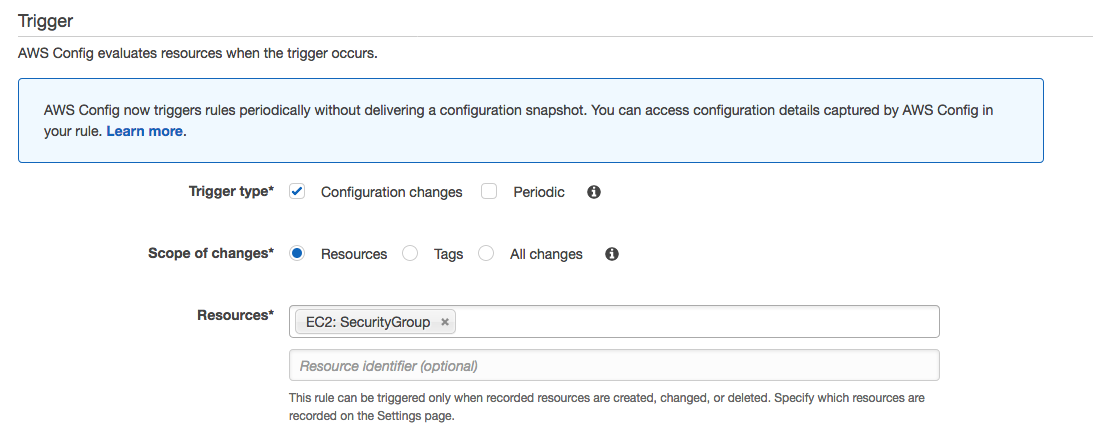 Trigger
AWS Config evaluates resources when the trigger occurs.
AWS Config now triggers rules periodically without delivering a configuration snapshot. You can access configuration details captured by AWS Config in
your rule. Learn more.
Trigger type* Configuration changes Periodic
Scope of changes* Resources Tags All changes
Resources* EC2: SecurityGroup
Resource identifier (optional)
This rule can be triggered only when recorded resources are created, changed, or deleted. Specify which resources are
recorded on the Settings page.